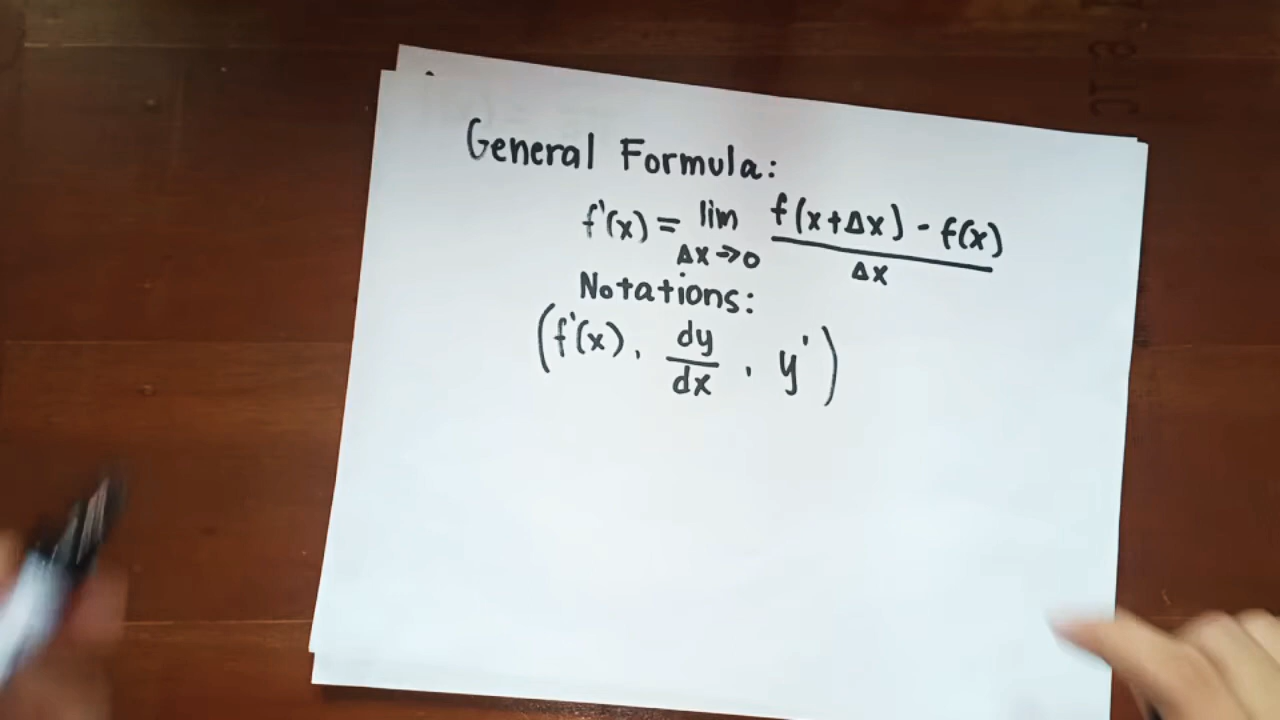 General Formula:
f'(x) = lim f(x+Δx) - f(x)
Δx→0 Δx
Notations:
(f'(x), dy/dx, y')